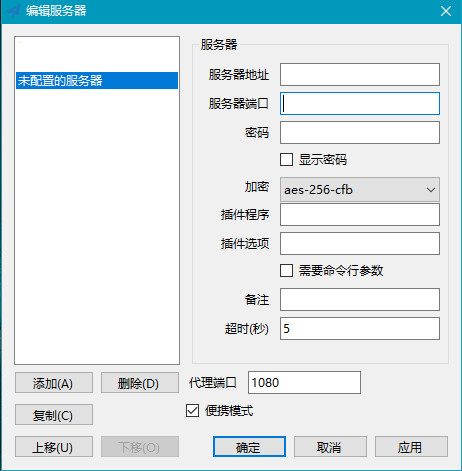 编辑服务器
未配置的服务器
服务器
服务器地址
服务器端口
密码
显示密码
加密 aes-256-cfb
插件程序
插件选项
需要命令行参数
备注
超时(秒) 5
添加(A) 删除(D) 代理端口 1080
复制(C) 便携模式
上移(U) 下移(O) 确定 取消 应用